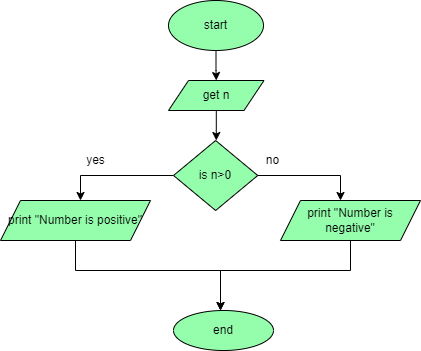 start
get n
yes
no
is n>0
print "Number is positive"
print "Number is
negative"
end